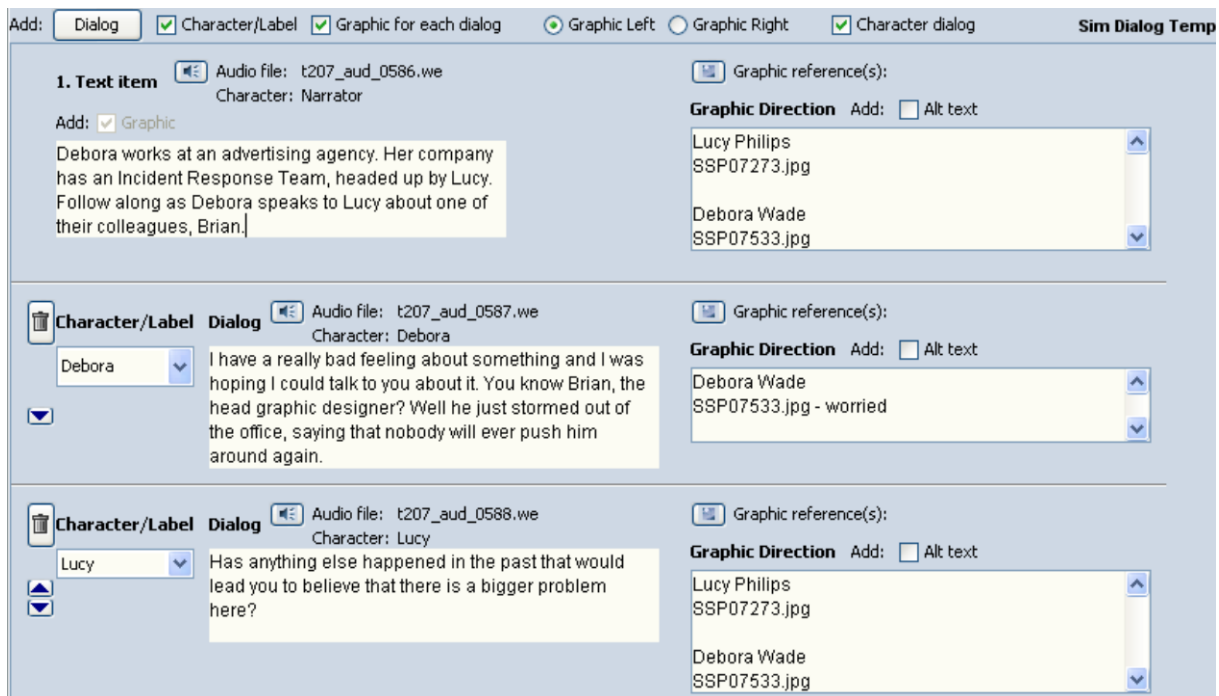 Add: Dialog Character/Label Graphic for each dialog Graphic Left Graphic Right Character dialog Sim Dialog Temp
1. Text item Audio file: t207_aud_0586.we
Character: Narrator
Add: Graphic
Debora works at an advertising agency. Her company
has an Incident Response Team, headed up by Lucy.
Follow along as Debora speaks to Lucy about one of
their colleagues, Brian.
Graphic reference(s):
Graphic Direction Add: Alt text
Lucy Philips
SSP07273.jpg
Debora Wade
SSP07533.jpg
Character/Label Dialog Audio file: t207_aud_0587.we
Character: Debora
Debora
I have a really bad feeling about something and I was
hoping I could talk to you about it. You know Brian, the
head graphic designer? Well he just stormed out of
the office, saying that nobody will ever push him
around again.
Graphic reference(s):
Graphic Direction Add: Alt text
Debora Wade
SSP07533.jpg - worried
Character/Label Dialog Audio file: t207_aud_0588.we
Character: Lucy
Lucy
Has anything else happened in the past that would
lead you to believe that there is a bigger problem
here?
Graphic reference(s):
Graphic Direction Add: Alt text
Lucy Philips
SSP07273.jpg
Debora Wade
SSP07533.jpg